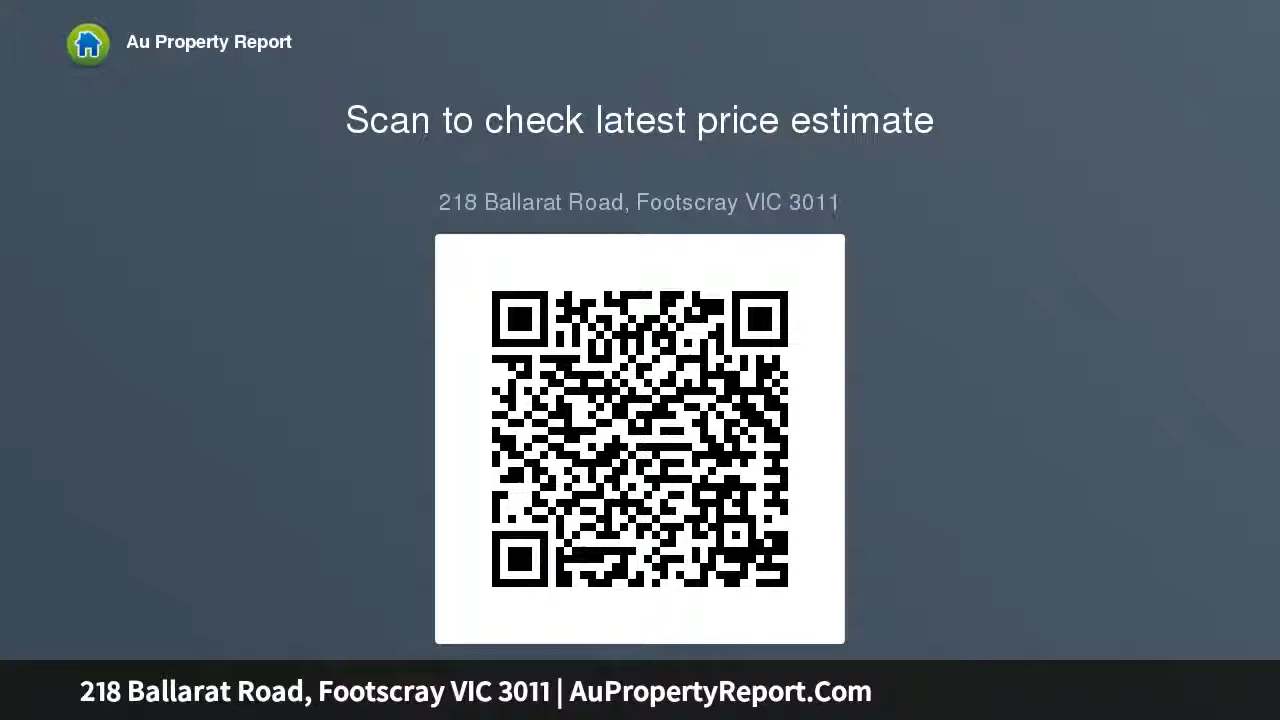 Au Property Report
Scan to check latest price estimate
218 Ballarat Road, Footscray VIC 3011
218 Ballarat Road, Footscray VIC 3011 | AuPropertyReport.Com